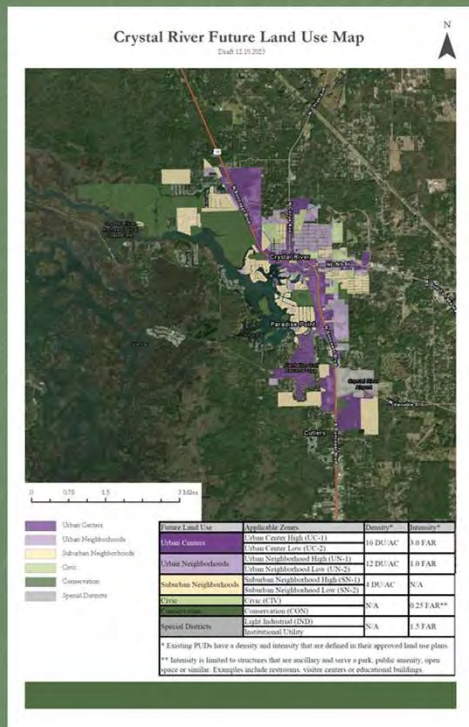 Crystal River Future Land Use Map
Draft 12.19.2023
N
Crystal River
Paradise Point
Crystal River
Airport
Cutlers
0 0.75 1.5 3 Miles
Urban Centers
Urban Neighborhoods
Suburban Neighborhoods
Civic
Conservation
Special Districts
Future Land Use Applicable Zones Density* Intensity*
Urban Centers Urban Center High (UC-1) 16 DU/AC 3.0 FAR
Urban Center Low (UC-2)
Urban Neighborhoods Urban Neighborhood High (UN-1) 12 DU/AC 1.0 FAR
Urban Neighborhood Low (UN-2)
Suburban Neighborhoods Suburban Neighborhood High (SN-1) 4 DU/AC N/A
Suburban Neighborhood Low (SN-2)
Civic Civic (CIV) N/A 0.25 FAR**
Conservation Conservation (CON)
Special Districts Light Industrial (IND) N/A 1.5 FAR
Institutional Utility
* Existing PUDs have a density and intensity that are defined in their approved land use plans.
** Intensity is limited to structures that are ancillary and serve a park, public amenity, open
space or similar. Examples include restrooms, visitor centers or educational buildings.